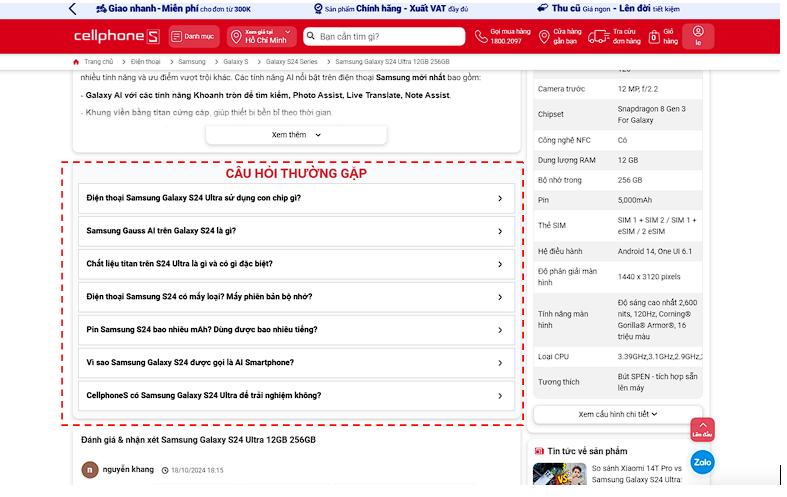 Giao nhanh - Miễn phí cho đơn từ 300K
Sản phẩm Chính hãng - Xuất VAT đầy đủ
Thu cũ Giá ngon - Lên đời tiết kiệm
cellphoneS
Danh mục
Xem giá tại
Hồ Chí Minh
Bạn cần tìm gì?
Gọi mua hàng
1800.2097
Cửa hàng
gần bạn
Tra cứu
đơn hàng
0
Giỏ
hàng
le
Trang chủ > Điện thoại > Samsung > Galaxy S > Galaxy S24 Series > Samsung Galaxy S24 Ultra 12GB 256GB
nhiều tính năng và ưu điểm vượt trội khác. Các tính năng AI nổi bật trên điện thoại Samsung mới nhất bao gồm:
- Galaxy AI với các tính năng Khoanh tròn để tìm kiếm, Photo Assist, Live Translate, Note Assist.
- Khung viền bằng titan cứng cáp, giúp thiết bị bền bỉ theo thời gian.
Xem thêm
CÂU HỎI THƯỜNG GẶP
Điện thoại Samsung Galaxy S24 Ultra sử dụng con chip gì?
Samsung Gauss AI trên Galaxy S24 là gì?
Chất liệu titan trên S24 Ultra là gì và có gì đặc biệt?
Điện thoại Samsung S24 có mấy loại? Mấy phiên bản bộ nhớ?
Pin Samsung S24 bao nhiêu mAh? Dùng được bao nhiêu tiếng?
Vì sao Samsung Galaxy S24 được gọi là AI Smartphone?
CellphoneS có Samsung Galaxy S24 Ultra để trải nghiệm không?
Đánh giá & nhận xét Samsung Galaxy S24 Ultra 12GB 256GB
n
nguyễn khang
18/10/2024 18:15
Camera trước 12 MP, f/2.2
Chipset Snapdragon 8 Gen 3
For Galaxy
Công nghệ NFC Có
Dung lượng RAM 12 GB
Bộ nhớ trong 256 GB
Pin 5,000mAh
Thẻ SIM SIM 1 + SIM 2 / SIM 1 +
eSIM / 2 eSIM
Hệ điều hành Android 14, One UI 6.1
Độ phân giải màn
hình 1440 x 3120 pixels
Tính năng màn
hình Độ sáng cao nhất 2,600
nits, 120Hz, Corning®
Gorilla® Armor®, 16
triệu màu
Loại CPU 3.39GHz,3.1GHz,2.9GHz,
Tương thích Bút SPEN - tích hợp sẵn
lên máy
Xem cấu hình chi tiết
Lên đầu
Zalo
Tin tức về sản phẩm
So sánh Xiaomi 14T Pro vs
Samsung Galaxy S24 Ultra: